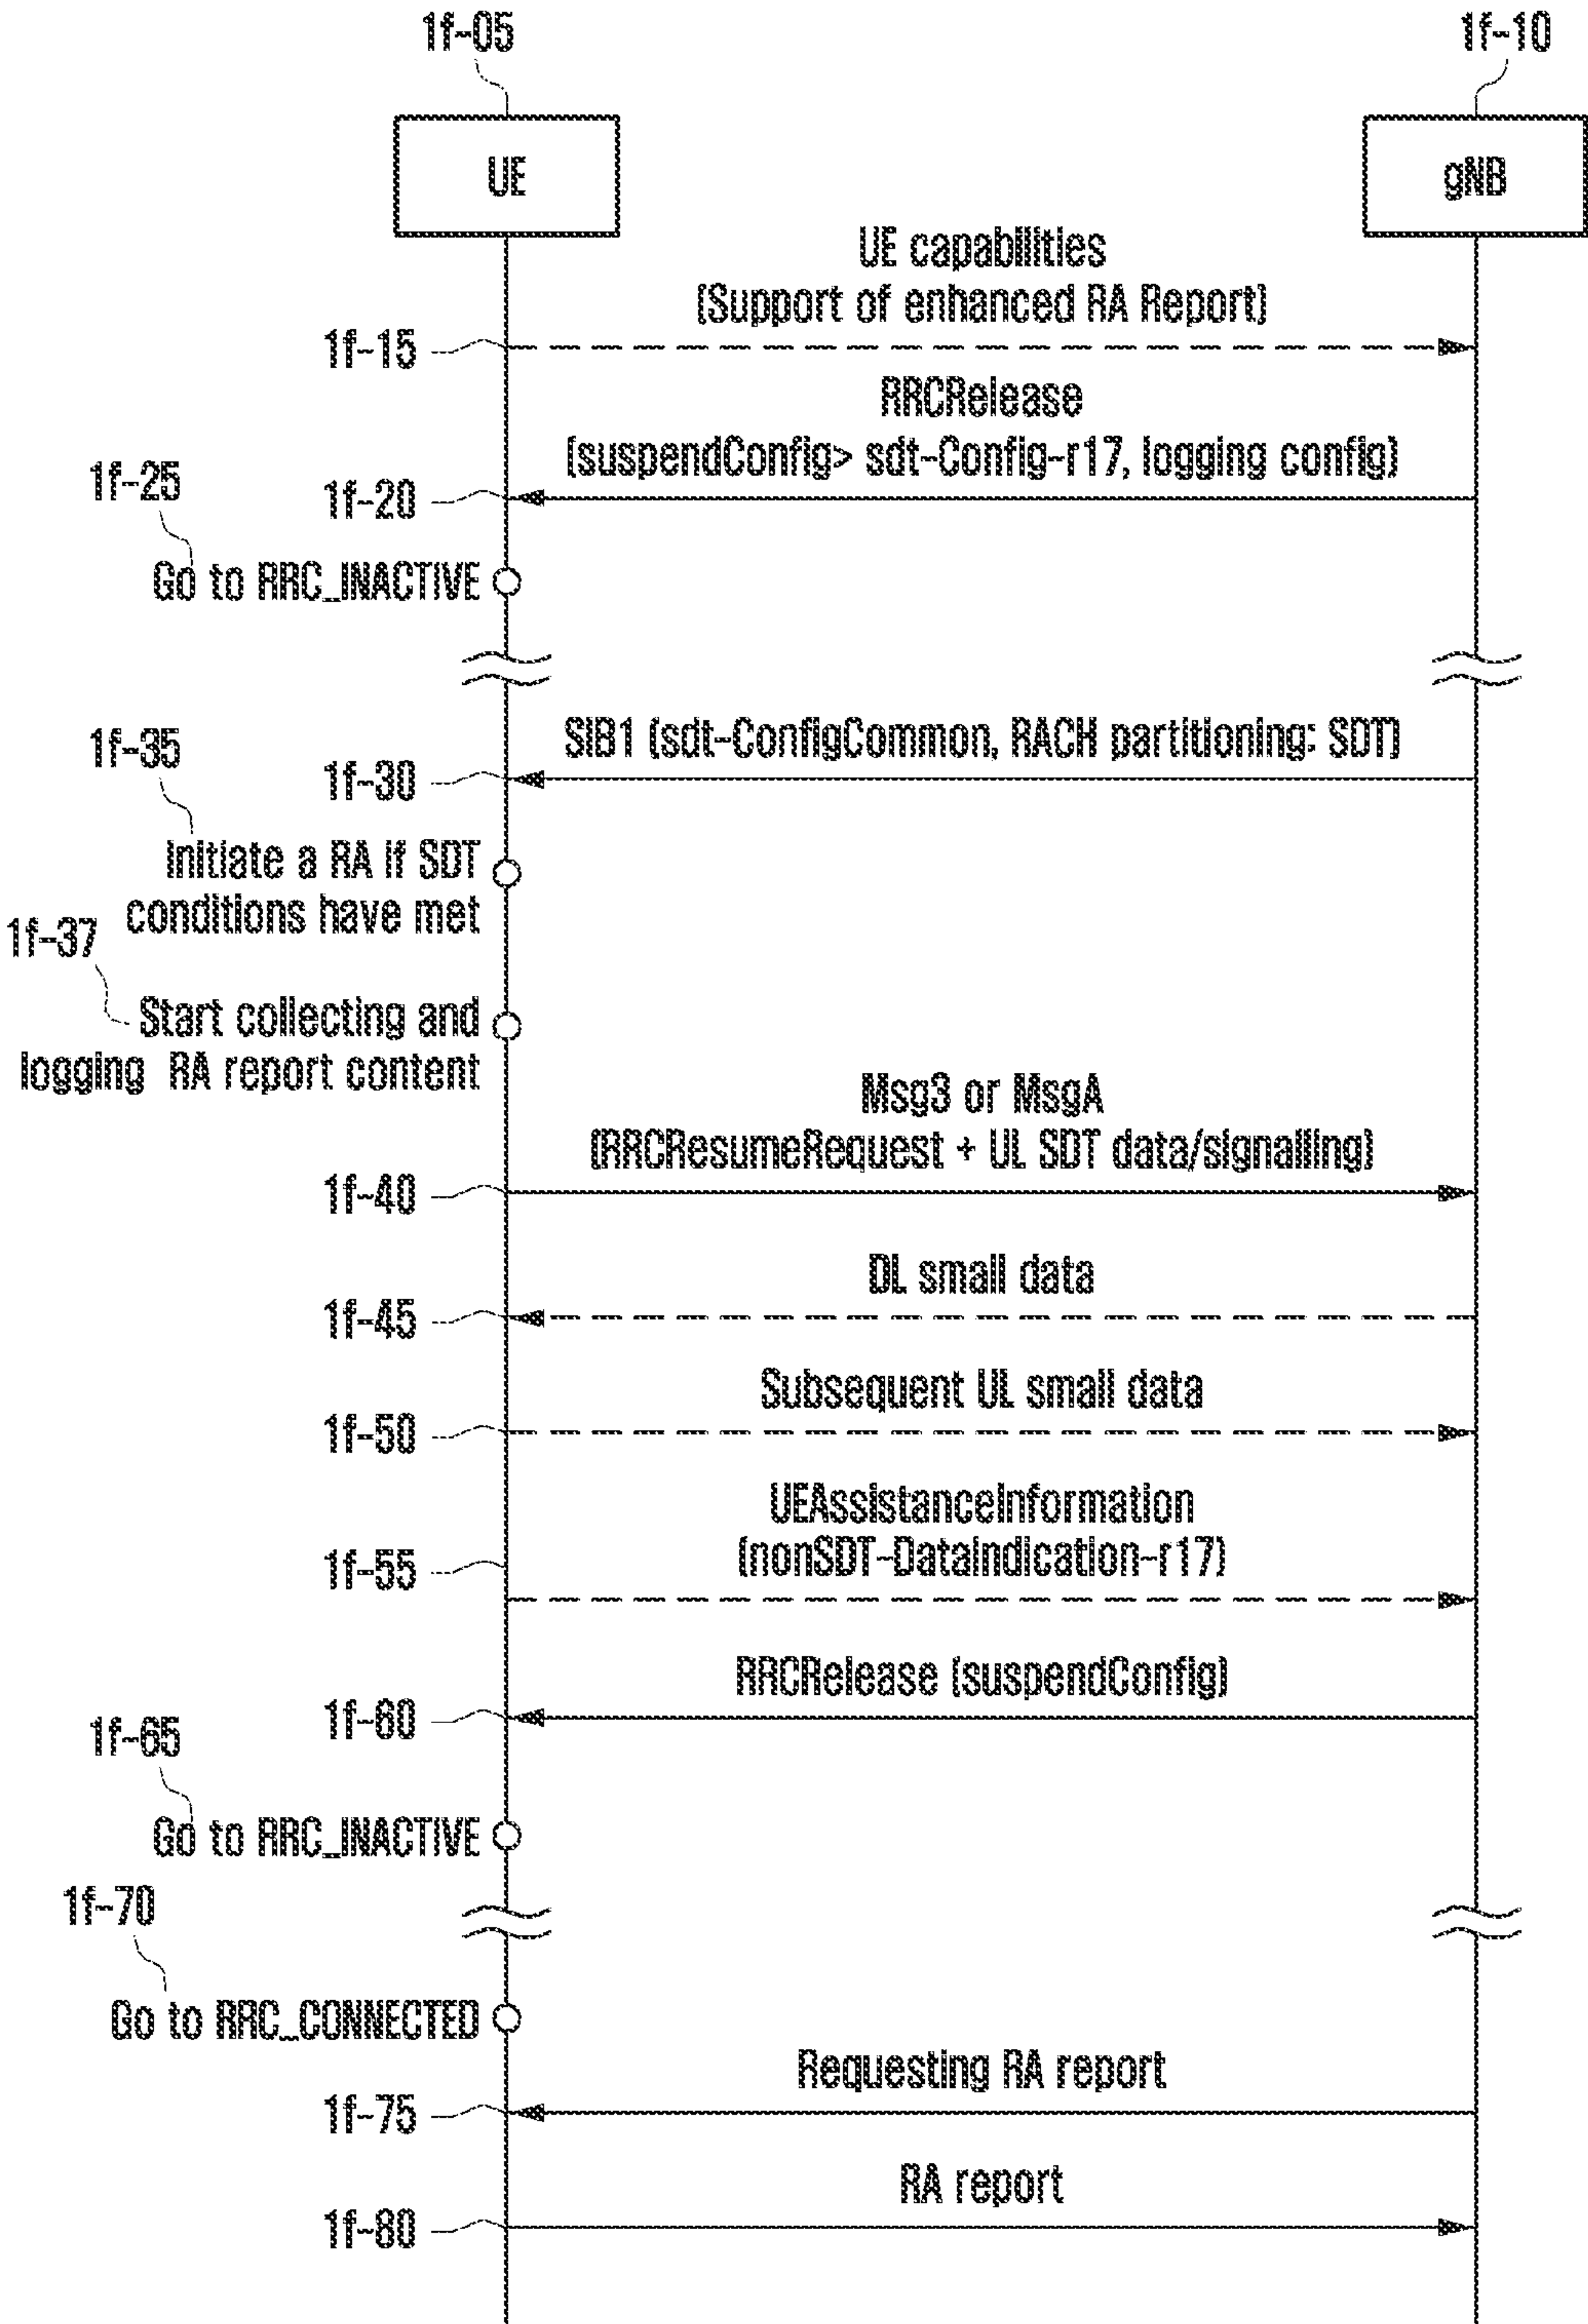 1f-05
1f-10
UE
gNB
UE capabilities
(Support of enhanced RA Report)
1f-15
RRCRelease
(suspendConfig> sdt-Config-r17, logging config)
1f-25
1f-20
Go to RRC_INACTIVE
SIB1 (sdt-ConfigCommon, RACH partitioning: SDT)
1f-35
1f-30
Initiate a RA if SDT
conditions have met
1f-37
Start collecting and
logging RA report content
Msg3 or MsgA
(RRCResumeRequest + UL SDT data/signalling)
1f-40
DL small data
1f-45
Subsequent UL small data
1f-50
UEAssistanceInformation
(nonSDT-DataIndication-r17)
1f-55
RRCRelease (suspendConfig)
1f-60
1f-65
Go to RRC_INACTIVE
1f-70
Go to RRC_CONNECTED
Requesting RA report
1f-75
RA report
1f-80